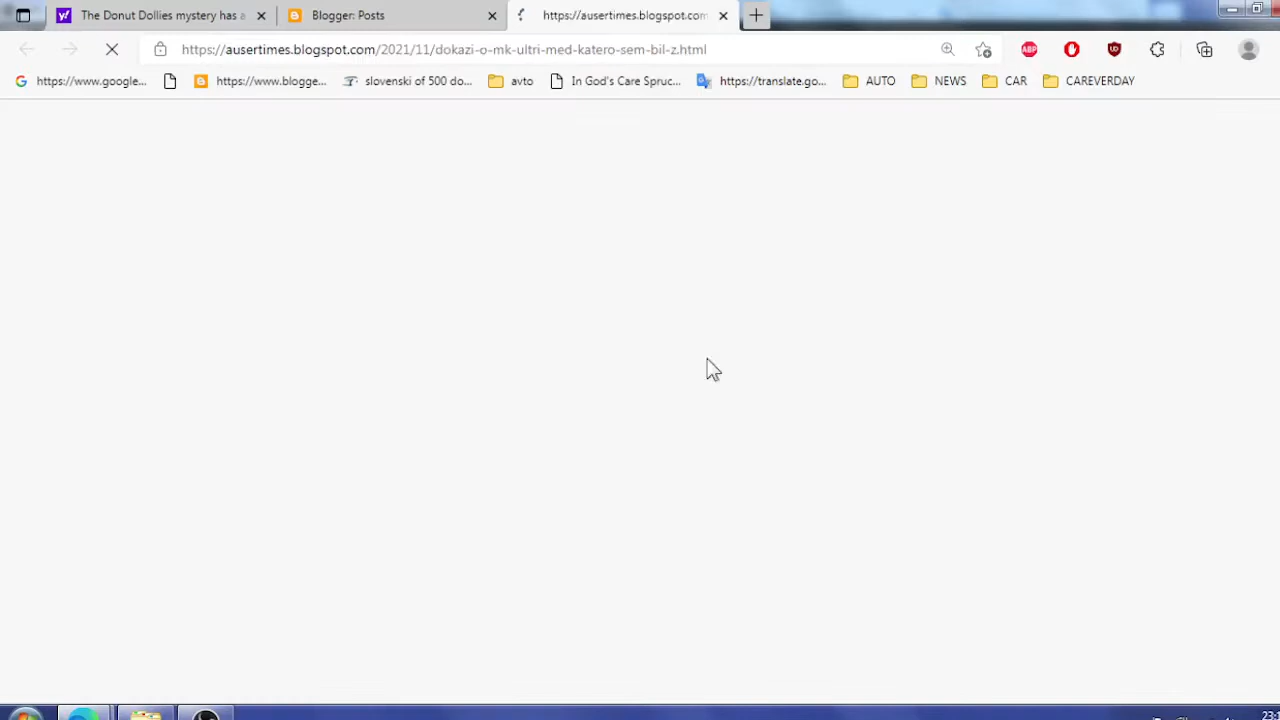 The Donut Dollies mystery has a
Blogger: Posts
https://ausertimes.blogspot.com
https://ausertimes.blogspot.com/2021/11/dokazi-o-mk-ultri-med-katero-sem-bil-z.html
ABP
https://www.google...
https://www.blogge...
slovenski of 500 do...
avto
In God's Care Spruc...
https://translate.go...
AUTO
NEWS
CAR
CAREVERDAY